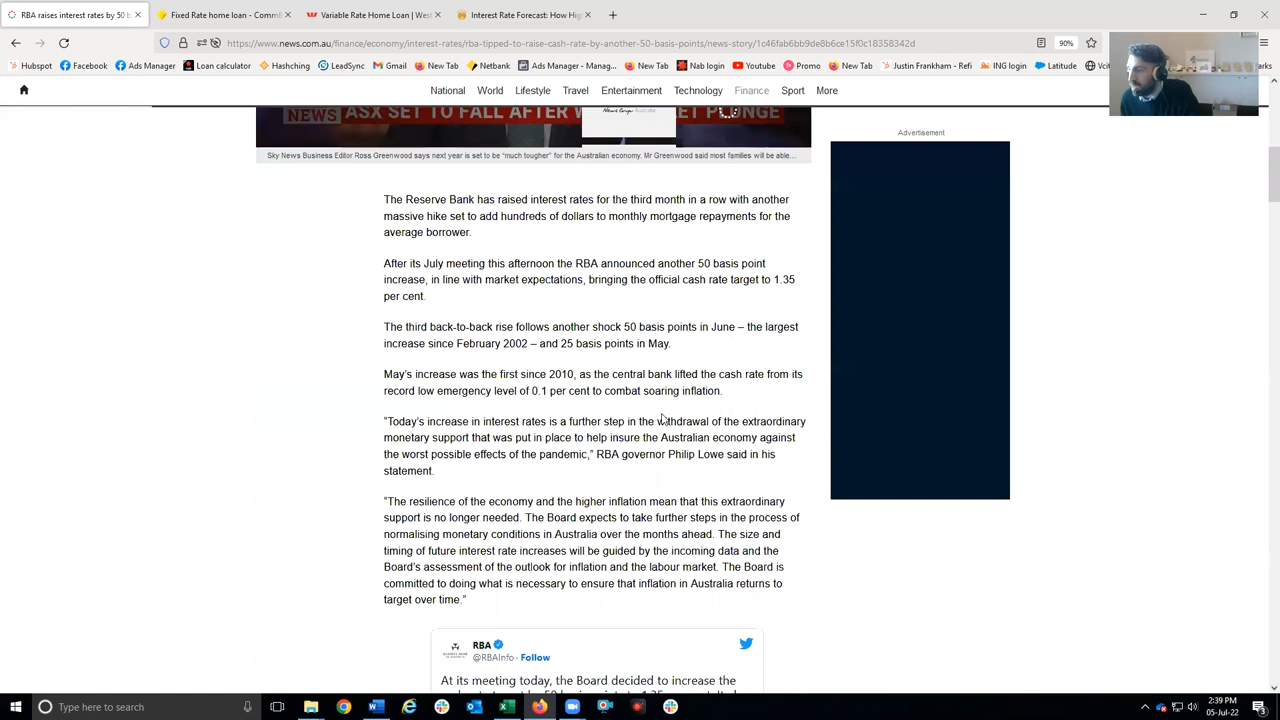 RBA raises interest rates by 50 b
Fixed Rate home loan - CommB
Variable Rate Home Loan | West
Interest Rate Forecast: How Hig
https://www.news.com.au/finance/economy/interest-rates/rba-tipped-to-raise-cash-rate-by-another-50-basis-points/news-story/1c46fab6bb9de8b6ce15f0c18358342d
90%
Hubspot Facebook Ads Manager Loan calculator Hashching LeadSync Gmail New Tab Netbank Ads Manager - Manag... New Tab Nab login Youtube Promo New Tab Justin Frankham - Refi ING login Latitude
National World Lifestyle Travel Entertainment Technology Finance Sport More
NEWS ASX SET TO FALL AFTER
Sky News Business Editor Ross Greenwood says next year is set to be “much tougher” for the Australian economy. Mr Greenwood said most families will be able...
Advertisement
The Reserve Bank has raised interest rates for the third month in a row with another
massive hike set to add hundreds of dollars to monthly mortgage repayments for the
average borrower.
After its July meeting this afternoon the RBA announced another 50 basis point
increase, in line with market expectations, bringing the official cash rate target to 1.35
per cent.
The third back-to-back rise follows another shock 50 basis points in June – the largest
increase since February 2002 – and 25 basis points in May.
May’s increase was the first since 2010, as the central bank lifted the cash rate from its
record low emergency level of 0.1 per cent to combat soaring inflation.
“Today’s increase in interest rates is a further step in the withdrawal of the extraordinary
monetary support that was put in place to help insure the Australian economy against
the worst possible effects of the pandemic,” RBA governor Philip Lowe said in his
statement.
“The resilience of the economy and the higher inflation mean that this extraordinary
support is no longer needed. The Board expects to take further steps in the process of
normalising monetary conditions in Australia over the months ahead. The size and
timing of future interest rate increases will be guided by the incoming data and the
Board’s assessment of the outlook for inflation and the labour market. The Board is
committed to doing what is necessary to ensure that inflation in Australia returns to
target over time.”
RBA
@RBAInfo · Follow
At its meeting today, the Board decided to increase the
Type here to search
2:39 PM
05-Jul-22